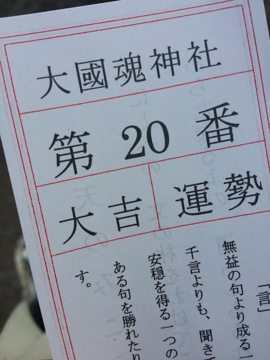 大國魂神社
第20番
大吉
運勢
「言」
無益の句より成る一
千言よりも、聞き
安穏を得る一つの
ある句を勝れたり
す。